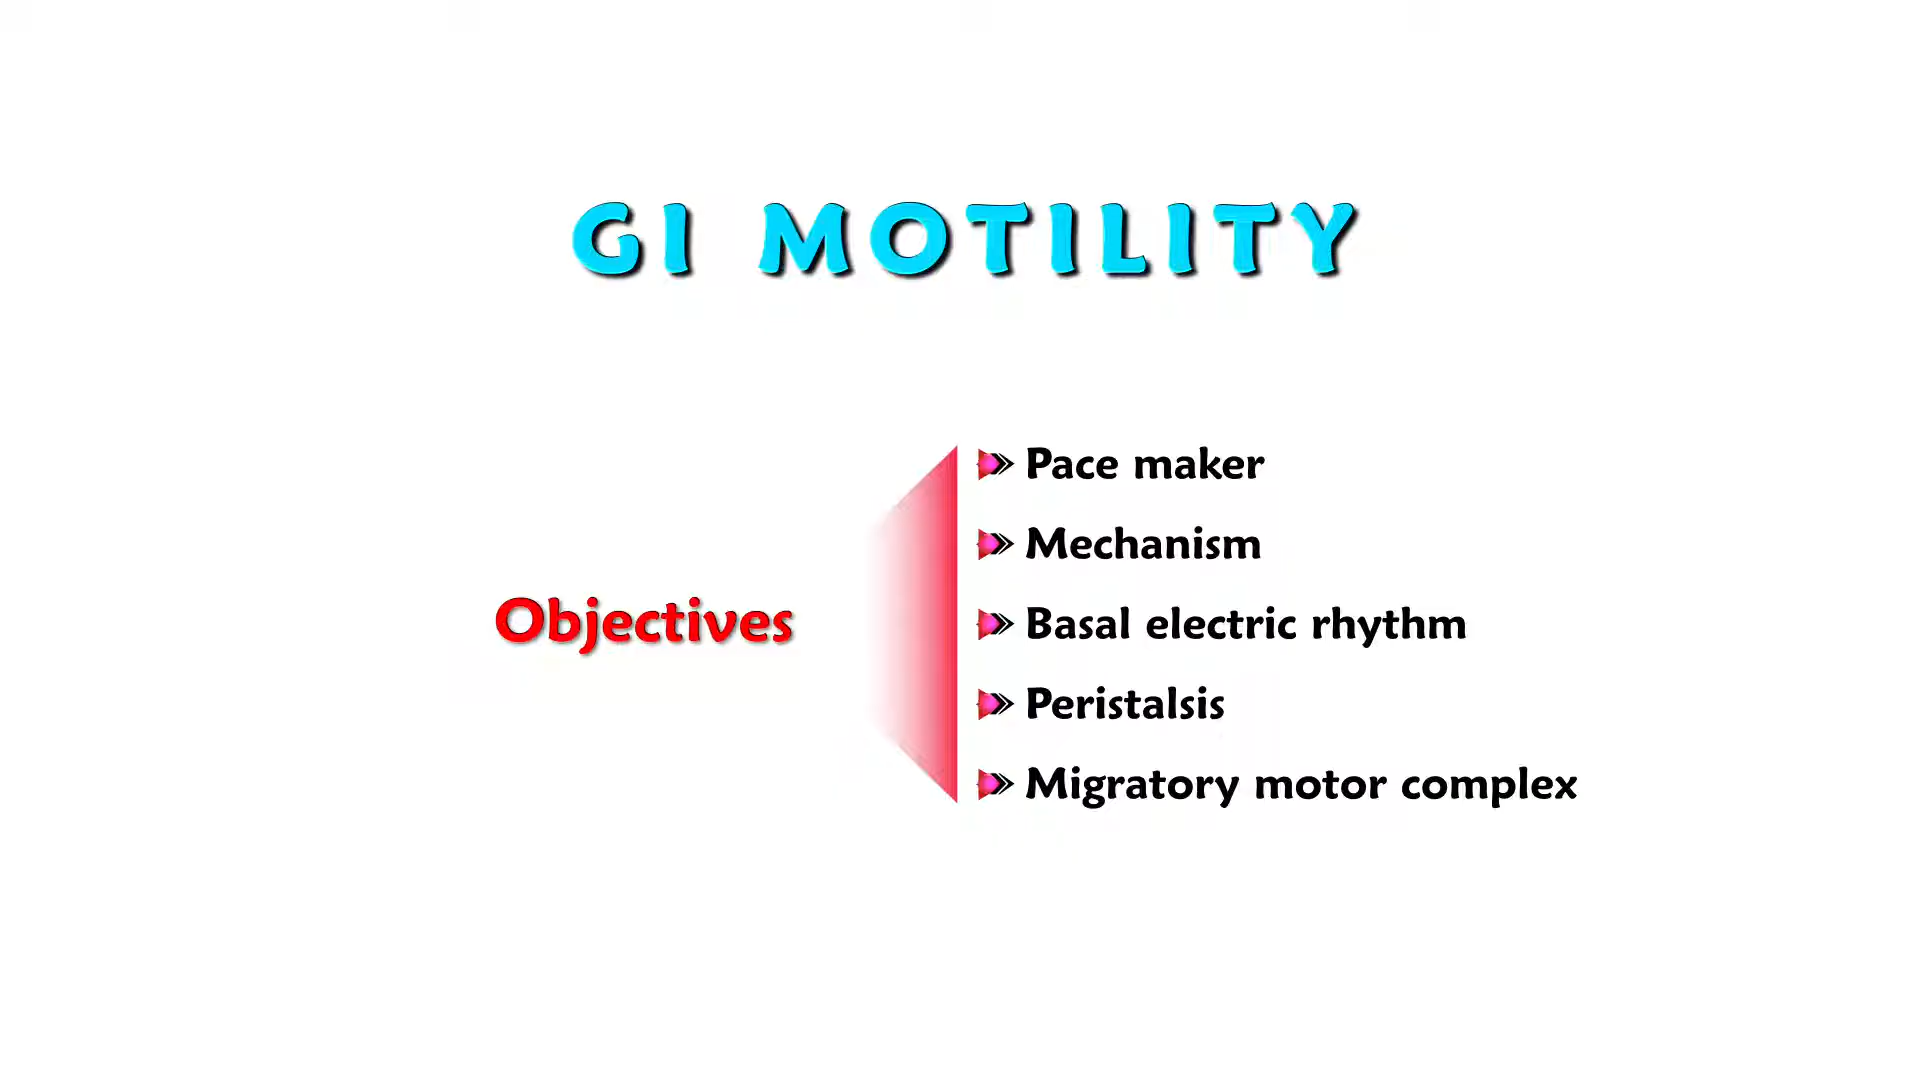 GI MOTILITY
Objectives
Pace maker
Mechanism
Basal electric rhythm
Peristalsis
Migratory motor complex